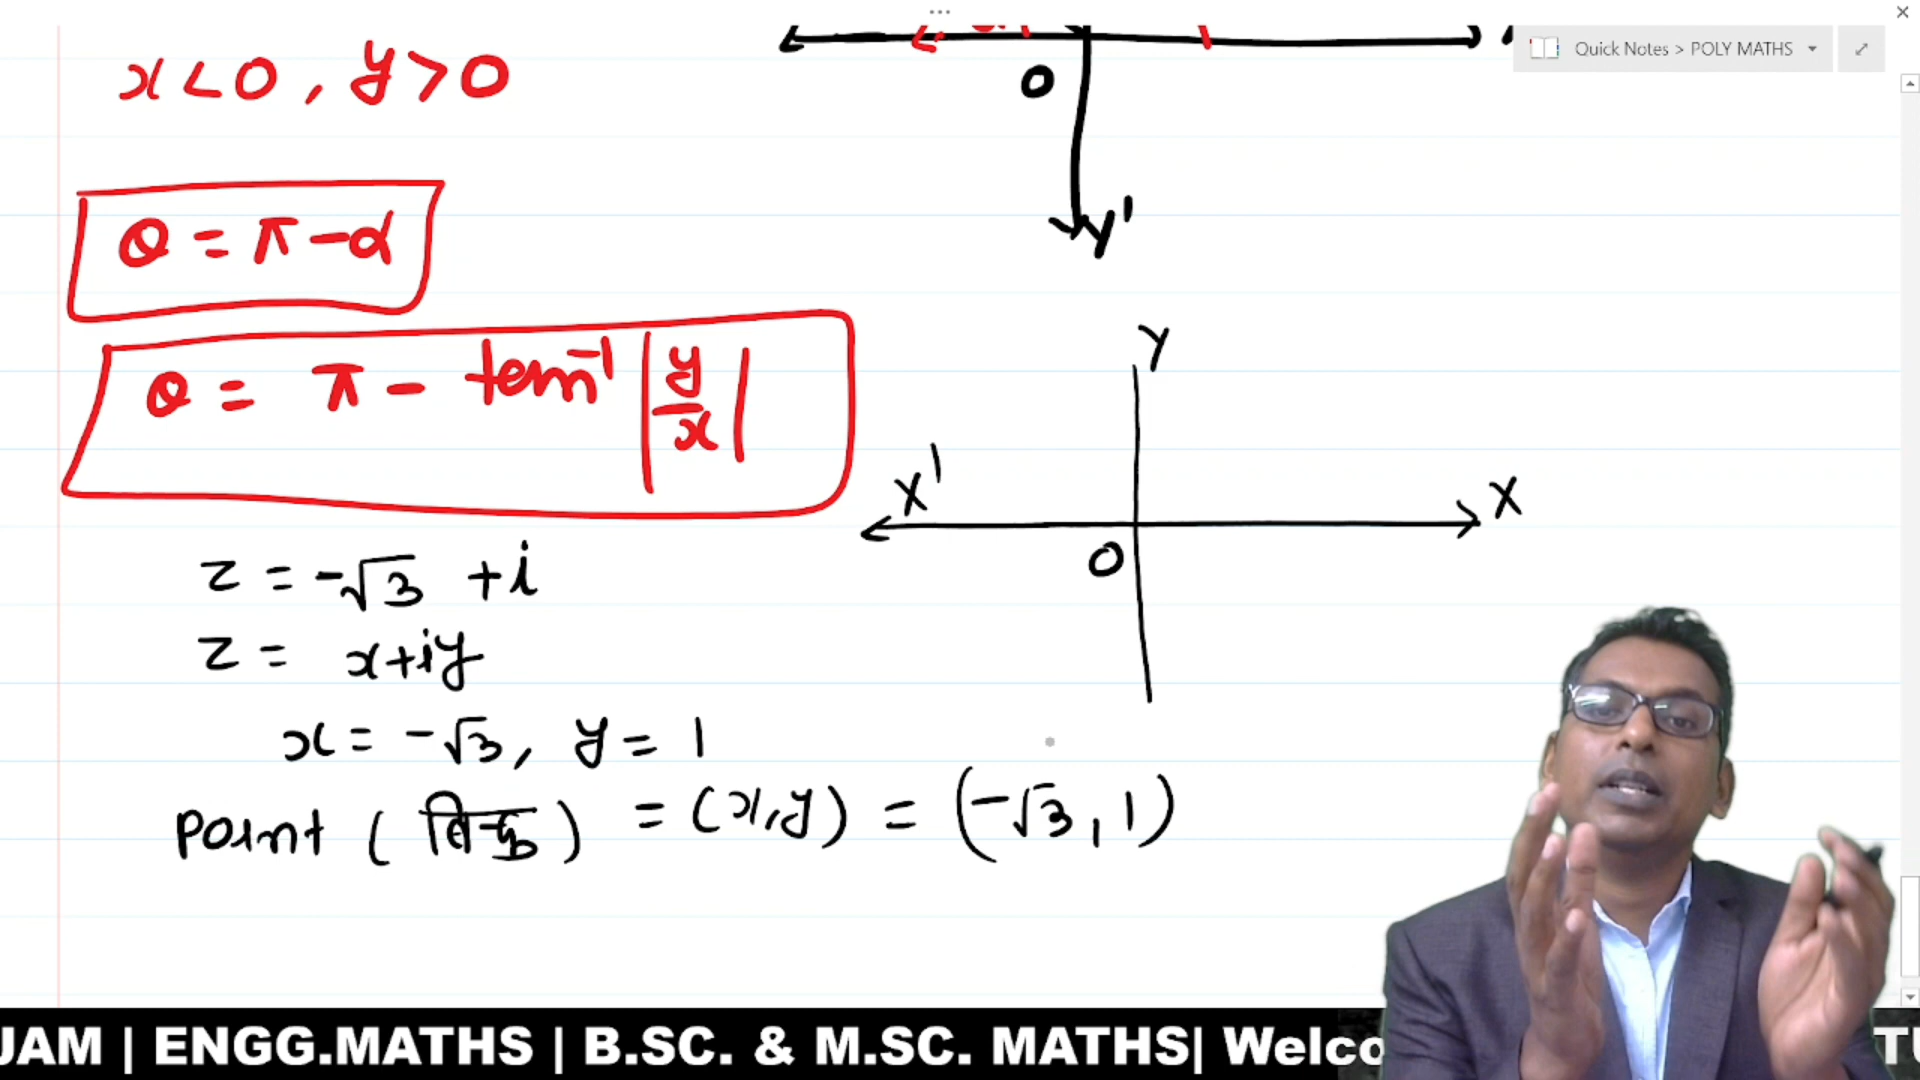 Quick Notes > POLY MATHS
x<0, y>0
0
θ = π-α
y'
θ = π - tan⁻¹ |y/x|
Y
X'
X
0
z = -√3 +i
z = x+iy
x = -√3, y = 1
Point (बिन्दु) = (x,y) = (-√3, 1)
JAM | ENGG.MATHS | B.SC. & M.SC. MATHS| Welco